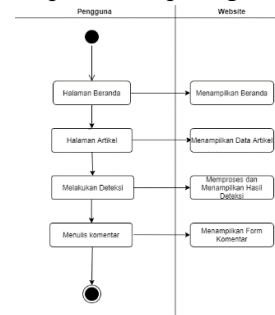 Pengguna
Website
Halaman Beranda
Menampilkan Beranda
Halaman Artikel
Menampilkan Data Artikel
Melakukan Deteksi
Memproses dan
Menampilkan Hasil
Deteksi
Menulis komentar
Menampilkan Form
Komentar